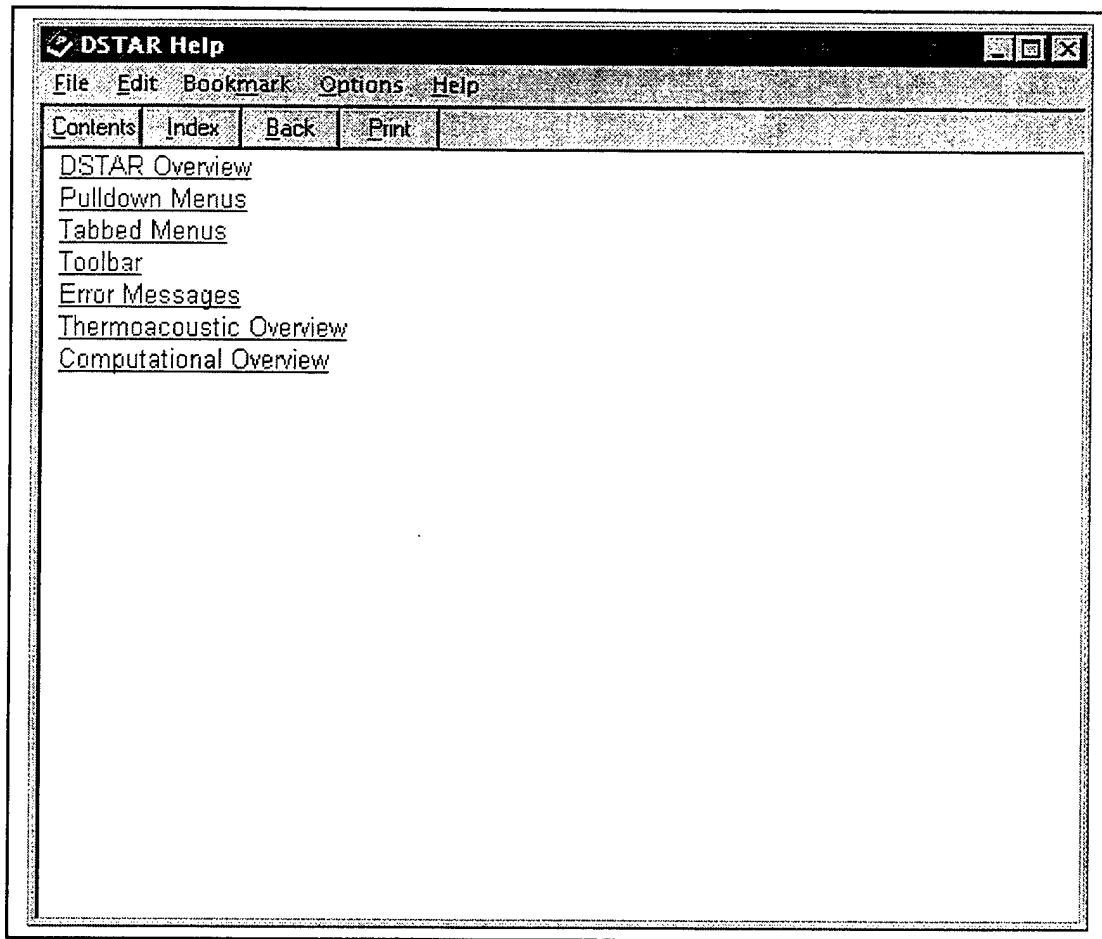 DSTAR Help
File Edit Bookmark Options Help
Contents Index Back Print
DSTAR Overview
Pulldown Menus
Tabbed Menus
Toolbar
Error Messages
Thermoacoustic Overview
Computational Overview